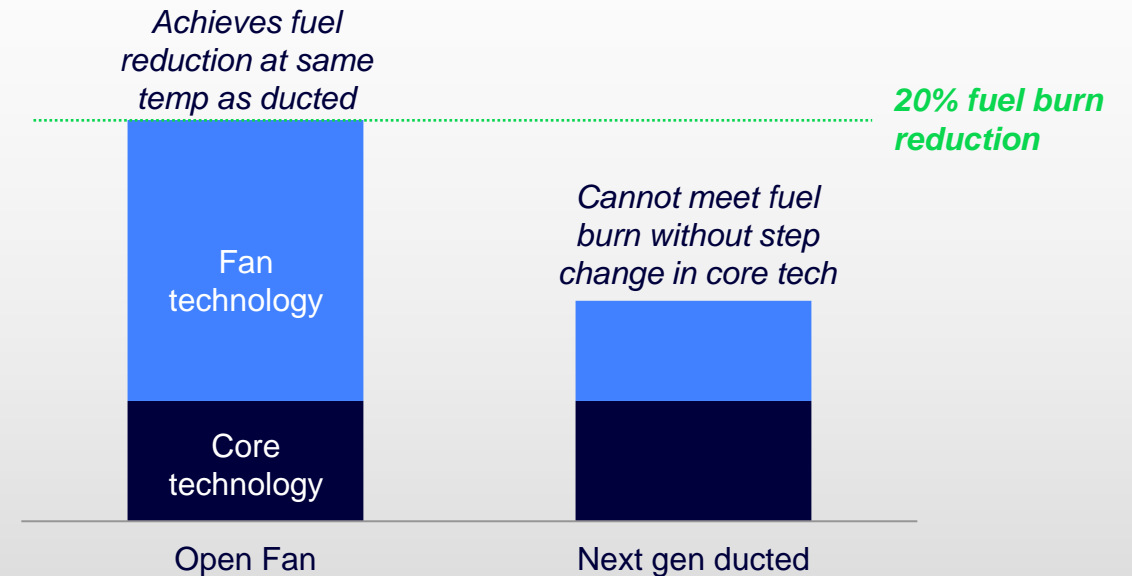 Achieves fuel
reduction at same
temp as ducted
20% fuel burn
reduction
Cannot meet fuel
burn without step
change in core tech
Fan
technology
Core
technology
Open Fan
Next gen ducted